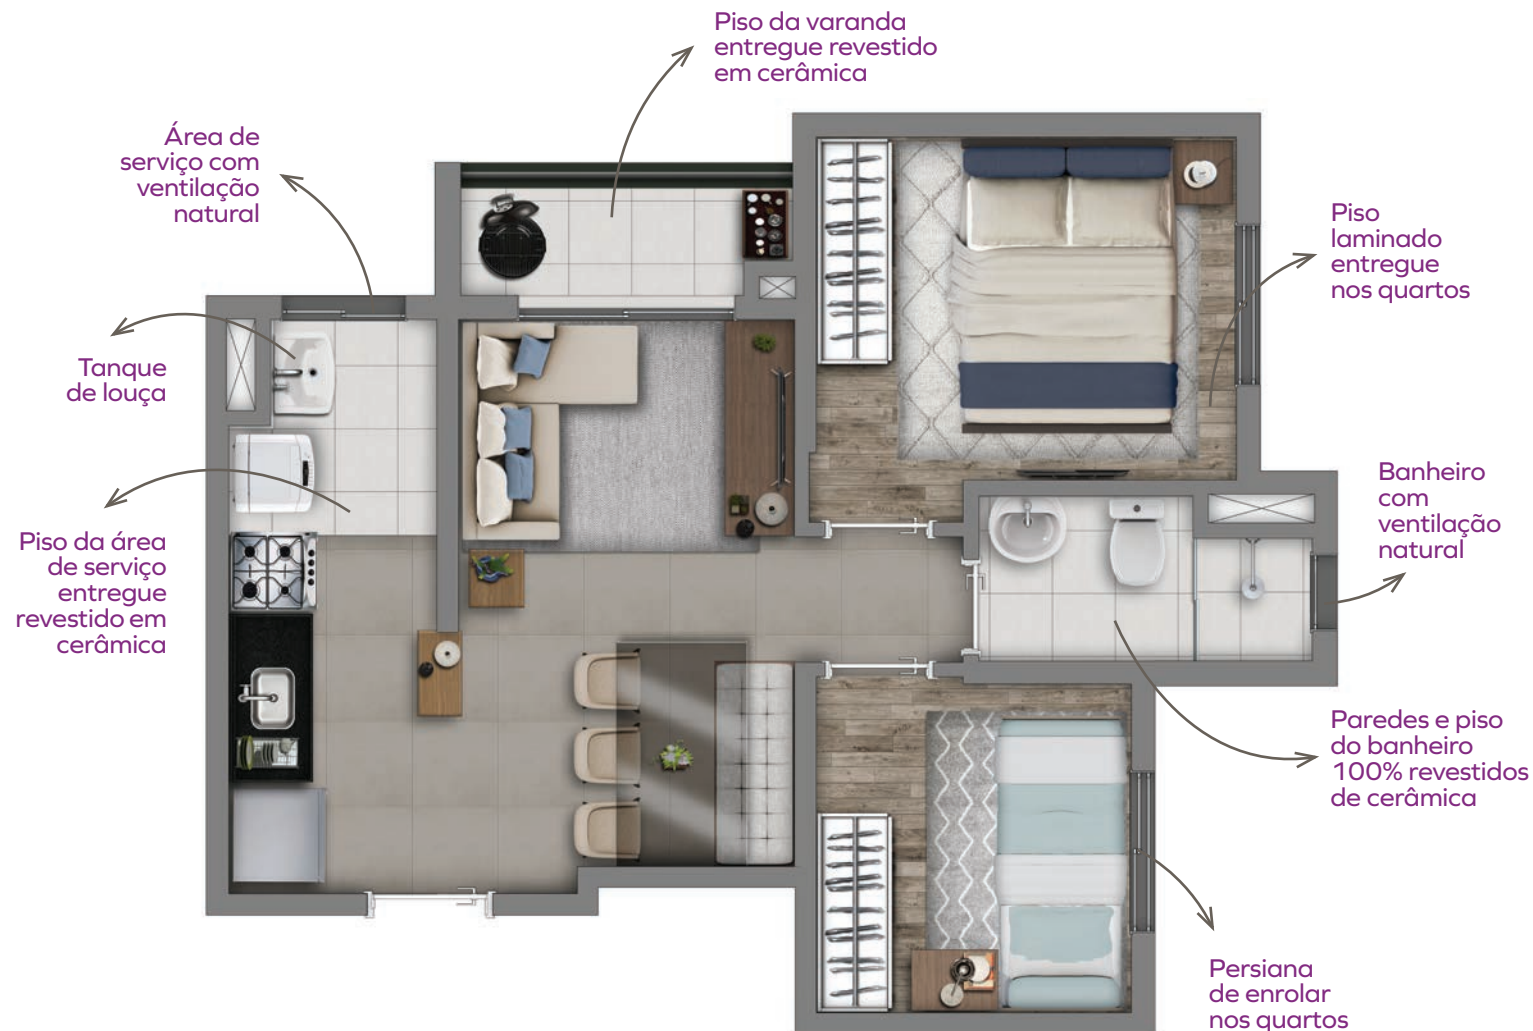 Piso da varanda
entregue revestido
em cerâmica
Área de
serviço com
ventilação
natural
Piso
laminado
entregue
nos quartos
Tanque
de louça
Banheiro
com
ventilação
natural
Piso da área
de serviço
entregue
revestido em
cerâmica
Paredes e piso
do banheiro
100% revestidos
de cerâmica
Persiana
de enrolar
nos quartos